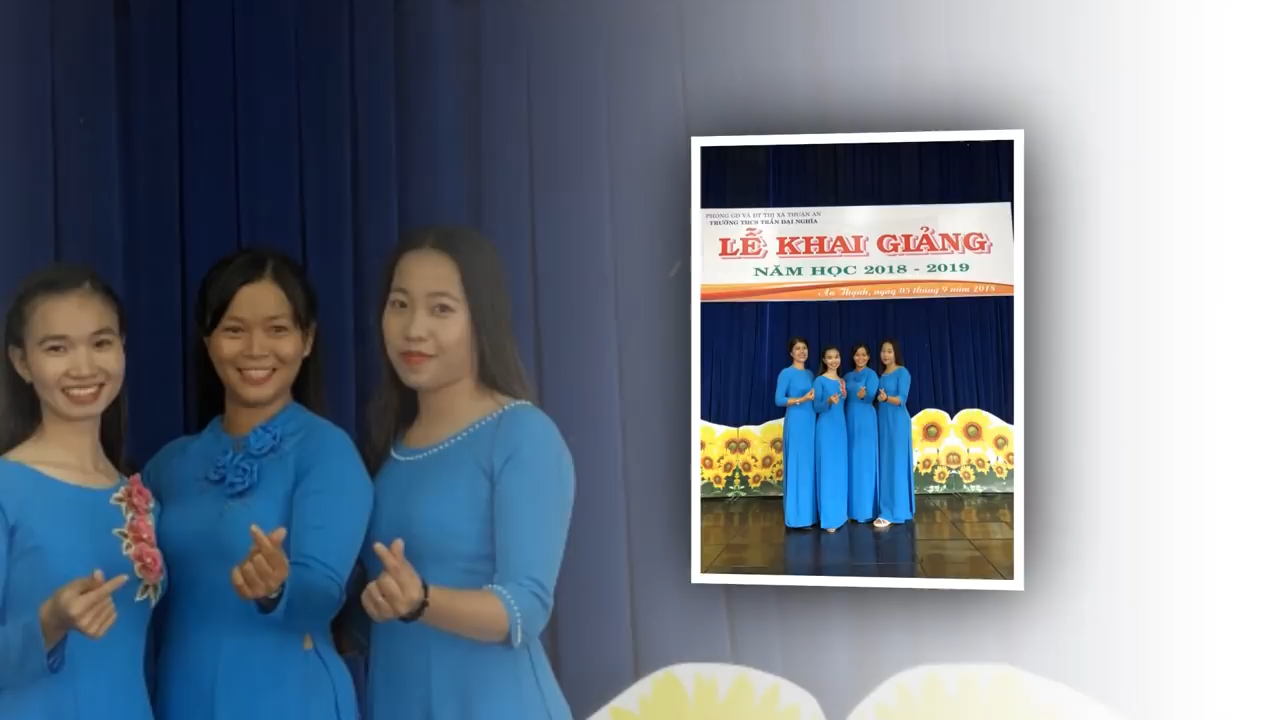 PHÒNG GD VÀ ĐT THỊ XÃ THUẬN AN
TRƯỜNG THCS TRẦN ĐẠI NGHĨA
LỄ KHAI GIẢNG
NĂM HỌC 2018 - 2019
An Thạnh, ngày 05 tháng 9 năm 2018